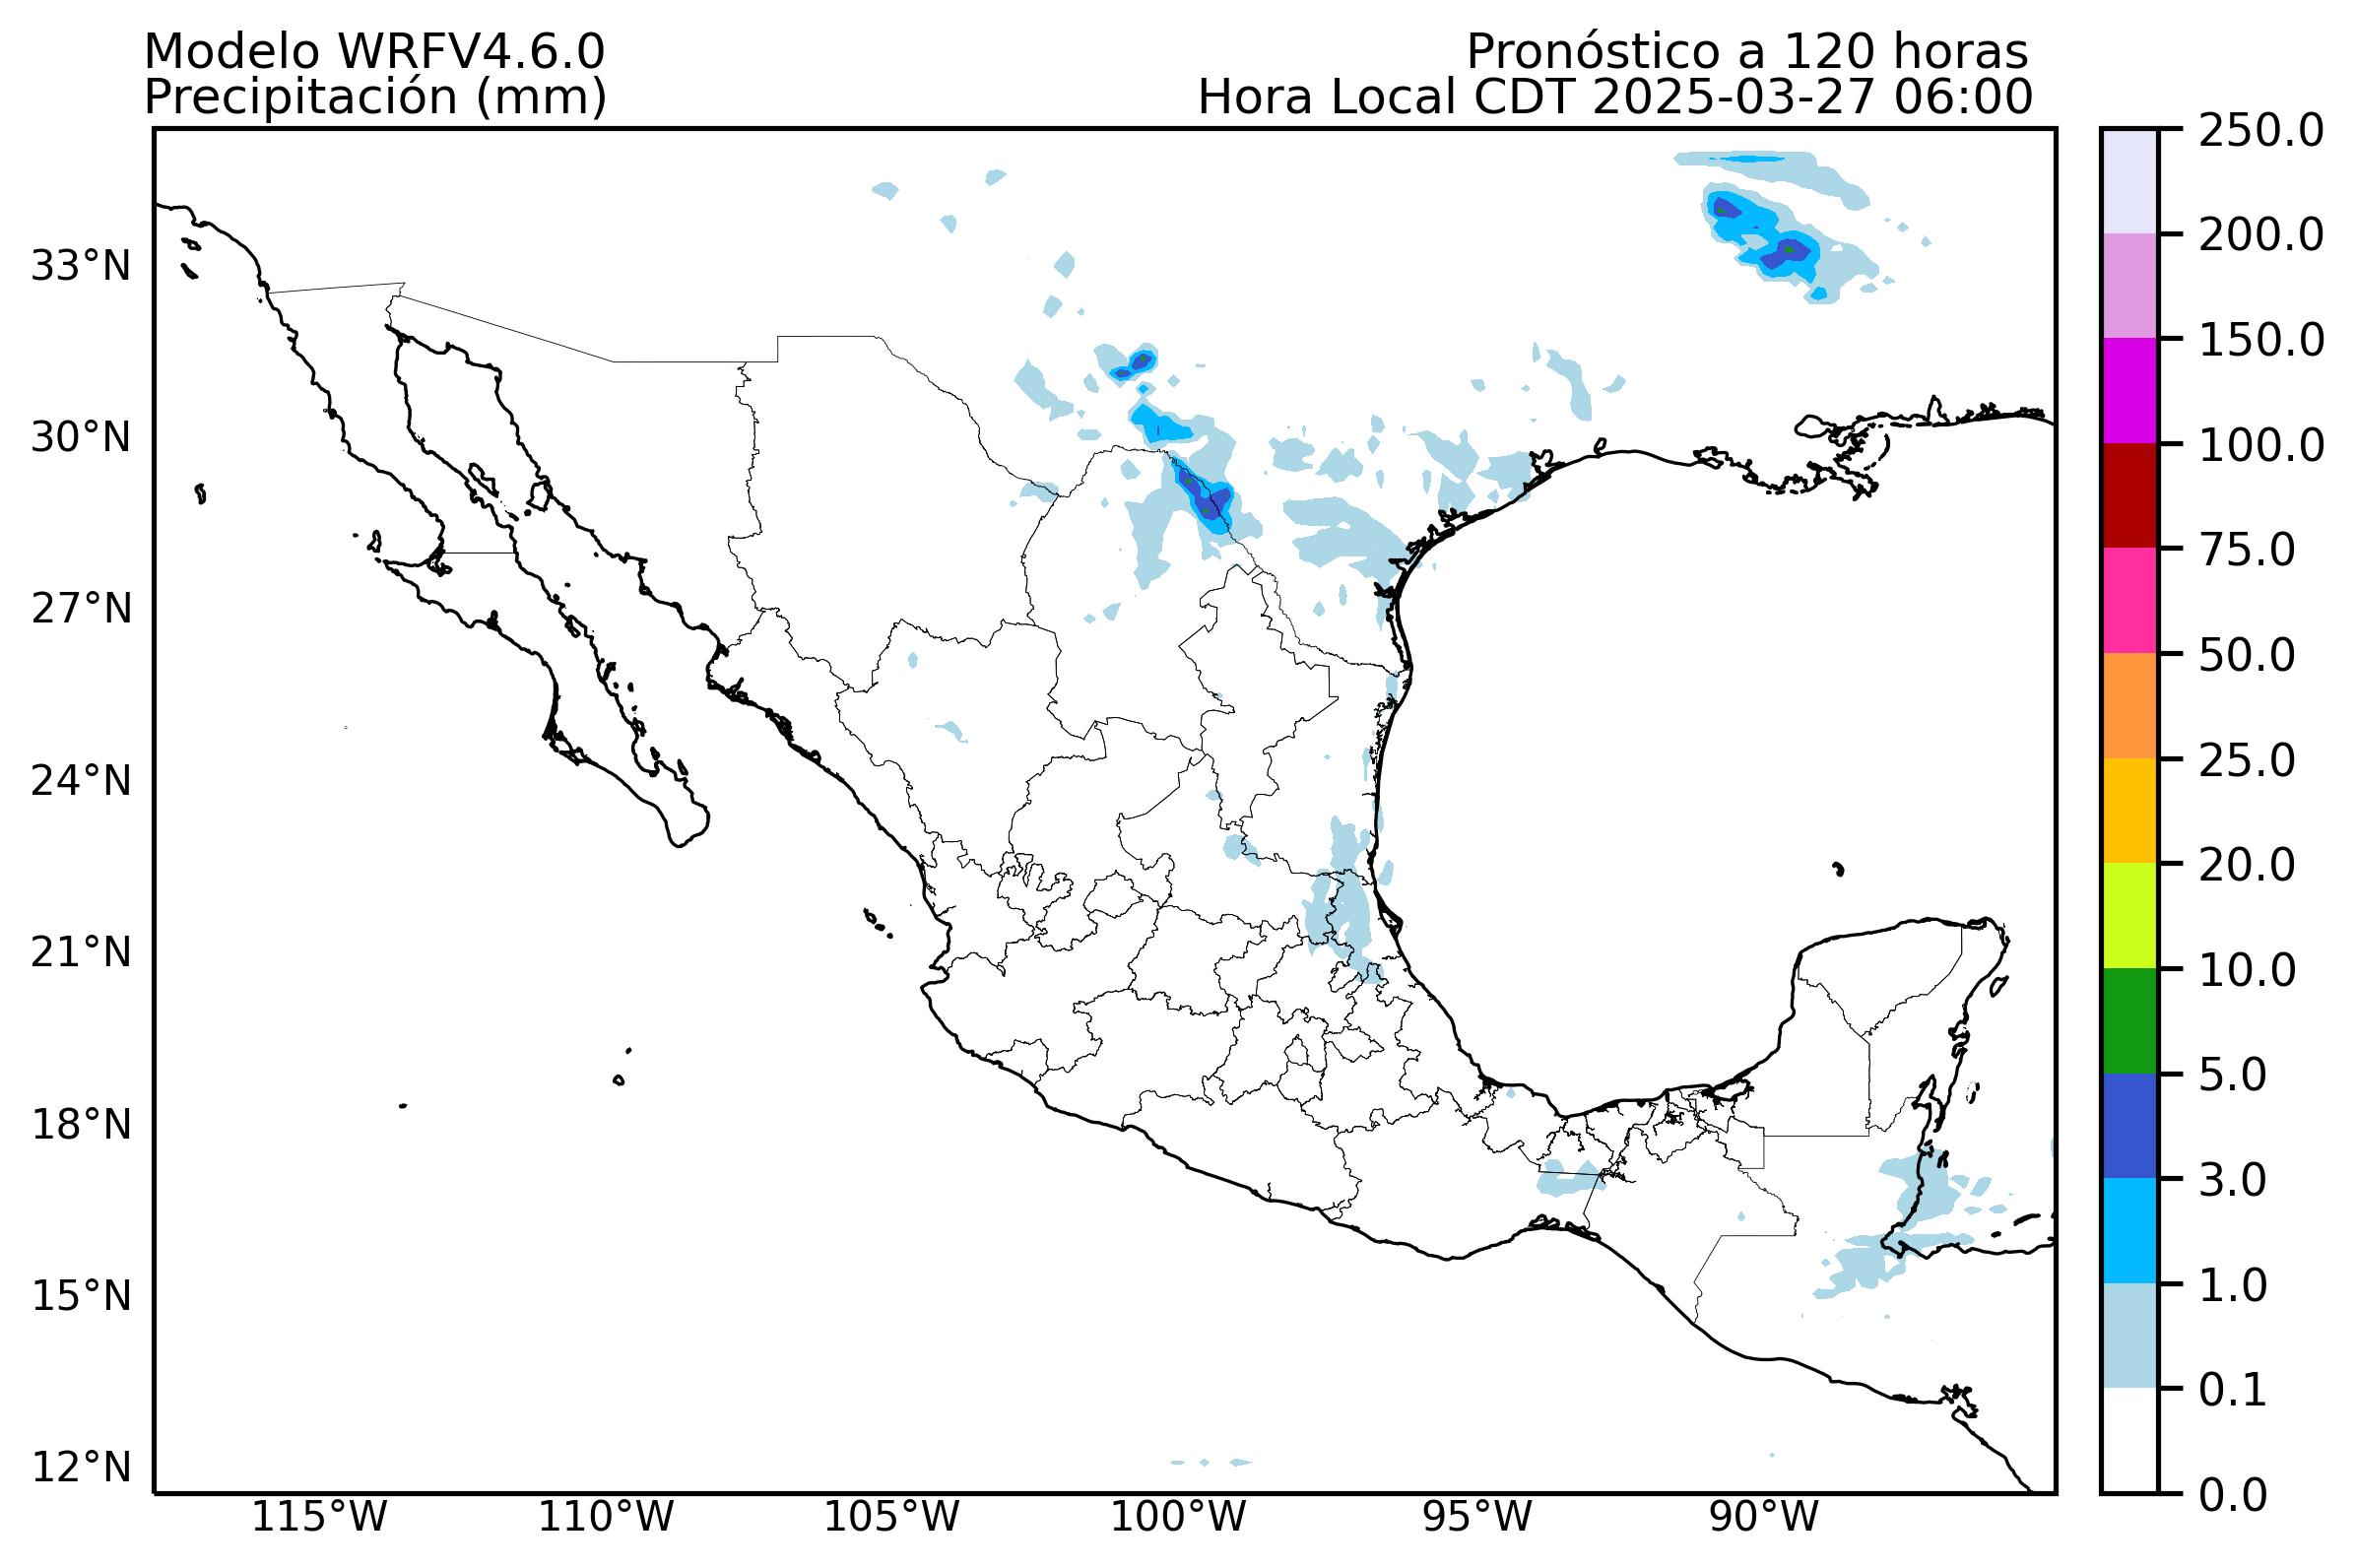 Modelo WRFV4.6.0
Precipitación (mm)
Pronóstico a 120 horas
Hora Local CDT 2025-03-27 06:00
33°N
30°N
27°N
24°N
21°N
18°N
15°N
12°N
115°W
110°W
105°W
100°W
95°W
90°W
250.0
200.0
150.0
100.0
75.0
50.0
25.0
20.0
10.0
5.0
3.0
1.0
0.1
0.0